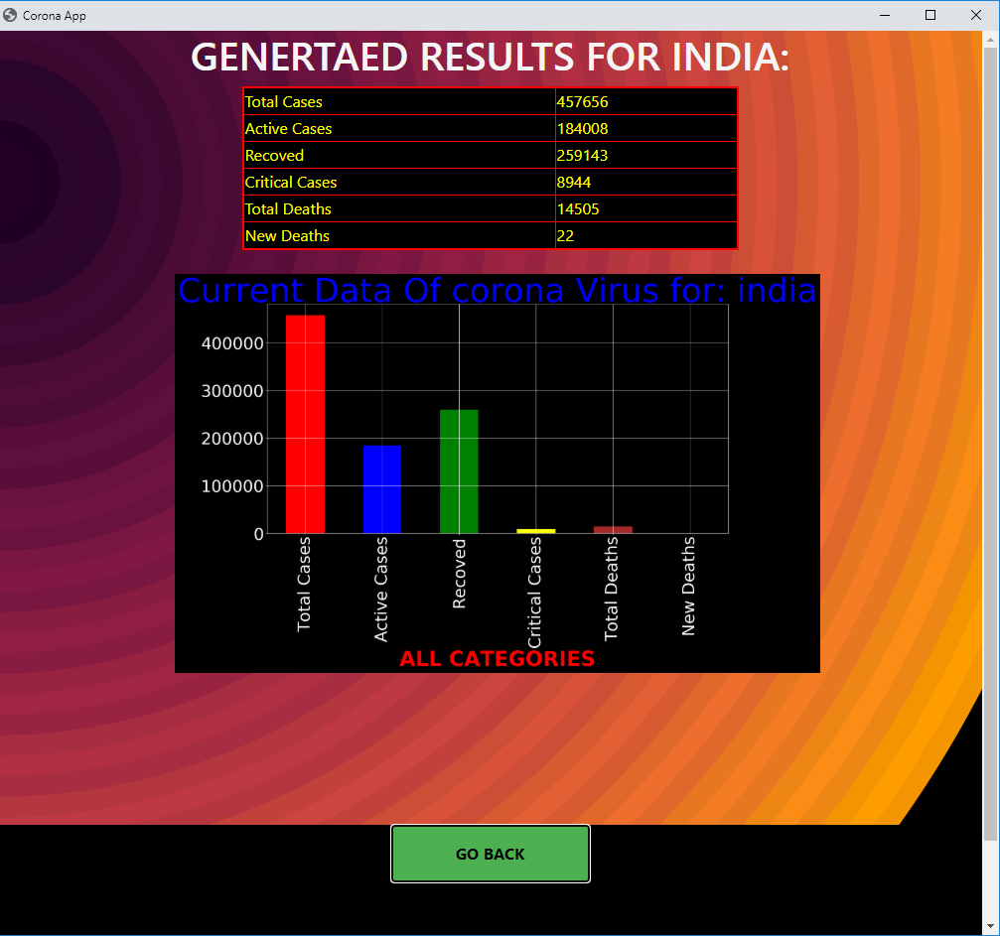 Corona App
GENERTAED RESULTS FOR INDIA:
Total Cases 457656
Active Cases 184008
Recoved 259143
Critical Cases 8944
Total Deaths 14505
New Deaths 22
Current Data Of corona Virus for: india
400000
300000
200000
100000
0
Total Cases
Active Cases
Recoved
Critical Cases
Total Deaths
New Deaths
ALL CATEGORIES
GO BACK